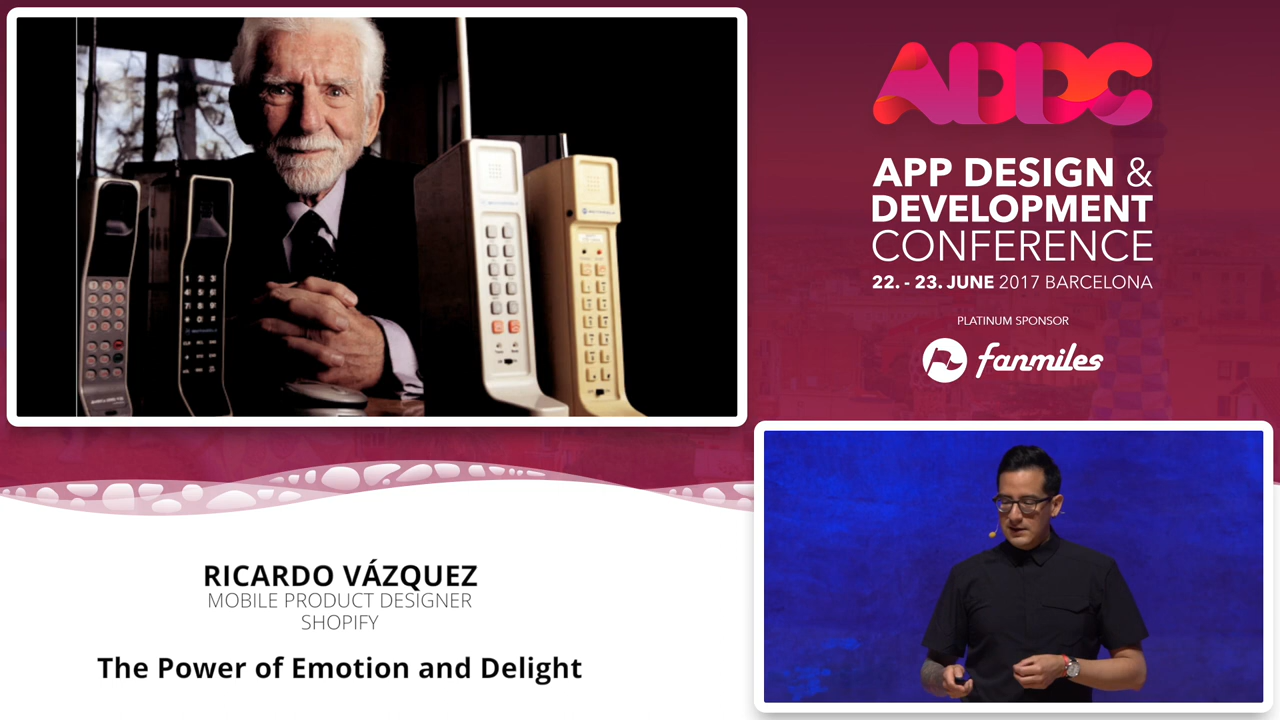 ADDC
APP DESIGN &
DEVELOPMENT
CONFERENCE
22. - 23. JUNE 2017 BARCELONA
PLATINUM SPONSOR
fanmiles
RICARDO VÁZQUEZ
MOBILE PRODUCT DESIGNER
SHOPIFY
The Power of Emotion and Delight